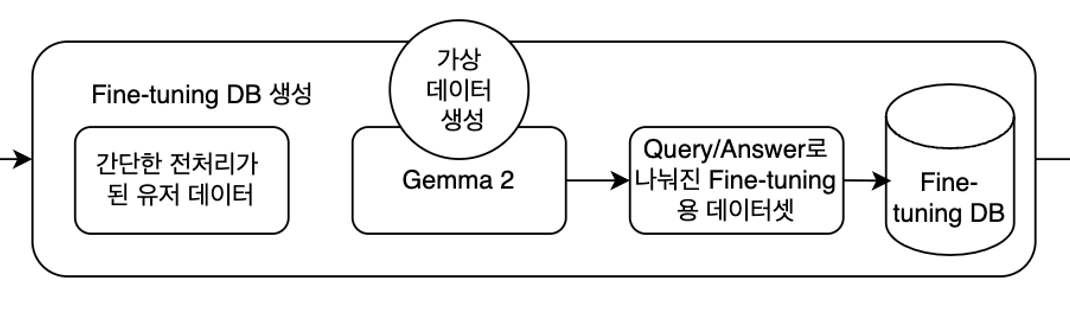 Fine-tuning DB 생성
간단한 전처리가
된 유저 데이터
가상
데이터
생성
Gemma 2
Query/Answer로
나눠진 Fine-tuning
용 데이터셋
Fine-
tuning DB